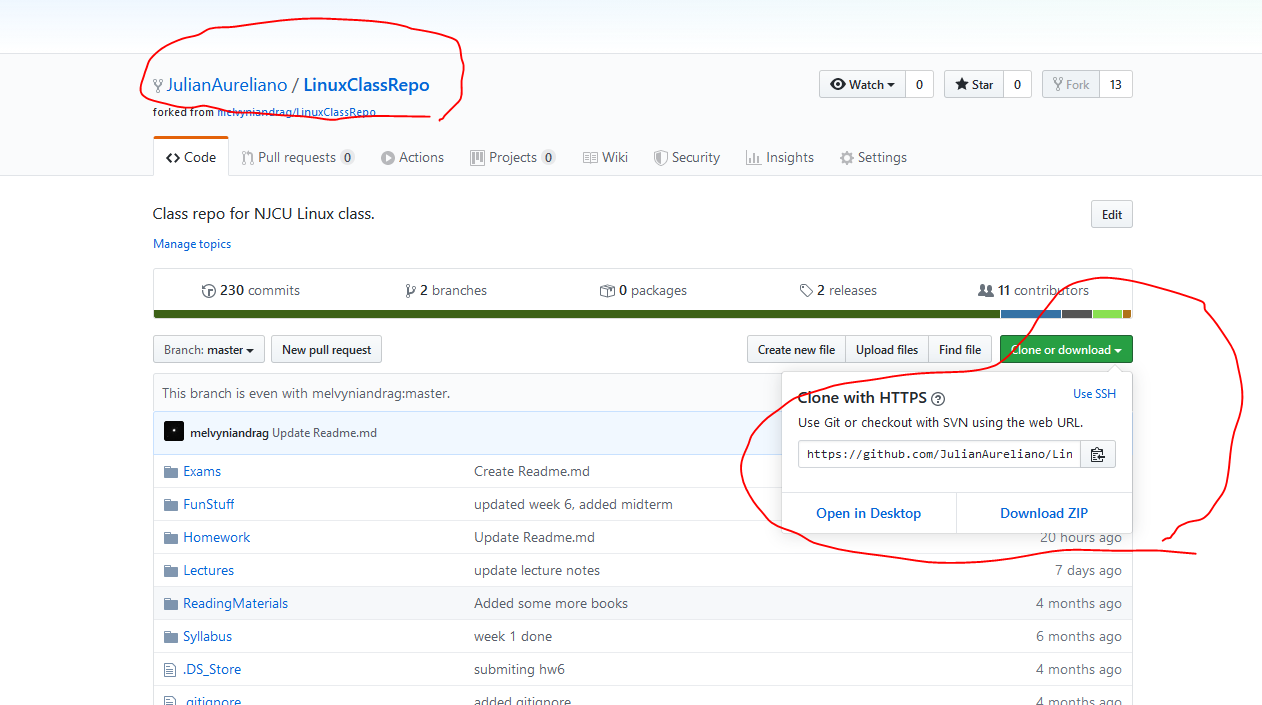 JulianAureliano / LinuxClassRepo
forked from melvyniandrag/LinuxClassRepo
Watch 0 Star 0 Fork 13
Code Pull requests 0 Actions Projects 0 Wiki Security Insights Settings
Class repo for NJCU Linux class. Edit
Manage topics
230 commits 2 branches 0 packages 2 releases 11 contributors
Branch: master New pull request Create new file Upload files Find file Clone or download
This branch is even with melvyniandrag:master.
Clone with HTTPS ? Use SSH
Use Git or checkout with SVN using the web URL.
https://github.com/JulianAureliano/Lin
Open in Desktop Download ZIP
melvyniandrag Update Readme.md
Exams Create Readme.md
FunStuff updated week 6, added midterm
Homework Update Readme.md 20 hours ago
Lectures update lecture notes 7 days ago
ReadingMaterials Added some more books 4 months ago
Syllabus week 1 done 6 months ago
.DS_Store submiting hw6 4 months ago
.gitignore added gitignore 4 months ago